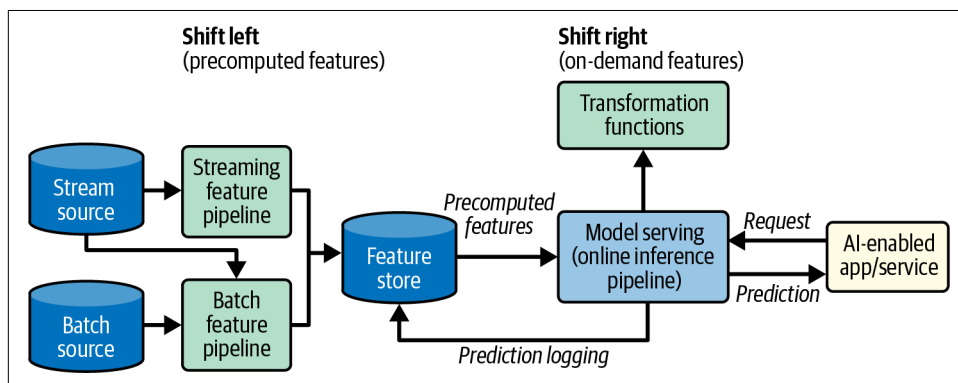 Shift left
(precomputed features)
Shift right
(on-demand features)
Transformation
functions
Stream
source
Streaming
feature
pipeline
Precomputed
features
Feature
store
Model serving
(online inference
pipeline)
Request
Prediction
AI-enabled
app/service
Batch
source
Batch
feature
pipeline
Prediction logging